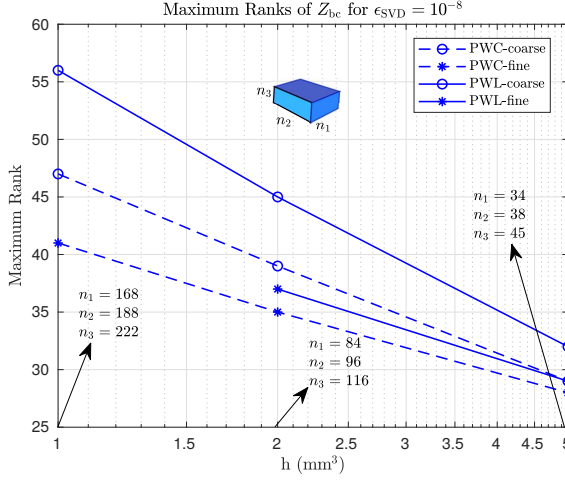 Maximum Ranks of Z_bc for ϵ_SVD = 10^−8
60
55
50
45
40
35
30
25
Maximum Rank
PWC-coarse
PWC-fine
PWL-coarse
PWL-fine
n_3
n_2
n_1
n_1 = 34
n_2 = 38
n_3 = 45
n_1 = 168
n_2 = 188
n_3 = 222
n_1 = 84
n_2 = 96
n_3 = 116
1 1.5 2 2.5 3 3.5 4 4.5 5
h (mm^3)